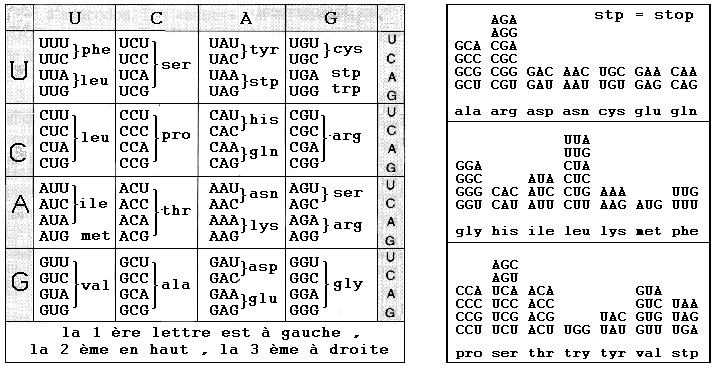 U C A G
U
UUU UCU UAU UGU U
phe tyr cys
UUC UCC UAC UGC C
ser
UUA UCA UAA UGA stp A
leu stp
UUG UCG UAG UGG trp G
C
CUU CCU CAU CGU U
his
CUC CCC CAC CGC C
leu pro arg
CUA CCA CAA CGA A
gln
CUG CCG CAG CGG G
A
AUU ACU AAU AGU U
asn ser
AUC ACC AAC AGC C
ile thr
AUA ACA AAA AGA A
lys arg
AUG met ACG AAG AGG G
G
GUU GCU GAU GGU U
asp
GUC GCC GAC GGC C
val ala gly
GUA GCA GAA GGA A
glu
GUG GCG GAG GGG G
la 1 ère lettre est à gauche ,
la 2 ème en haut , la 3 ème à droite
stp = stop
AGA
AGG
GCA CGA
GCC CGC
GCG CGG GAC AAC UGC GAA CAA
GCU CGU GAU AAU UGU GAG CAG
ala arg asp asn cys glu gln
UUA
UUG
GGA CUA
GGC AUA CUC
GGG CAC AUC CUG AAA UUG
GGU CAU AUU CUU AAG AUG UUU
gly his ile leu lys met phe
AGC
AGU
CCA UCA ACA GUA
CCC UCC ACC GUC UAA
CCG UCG ACG UAC GUG UAG
CCU UCU ACU UGG UAU GUU UGA
pro ser thr try tyr val stp